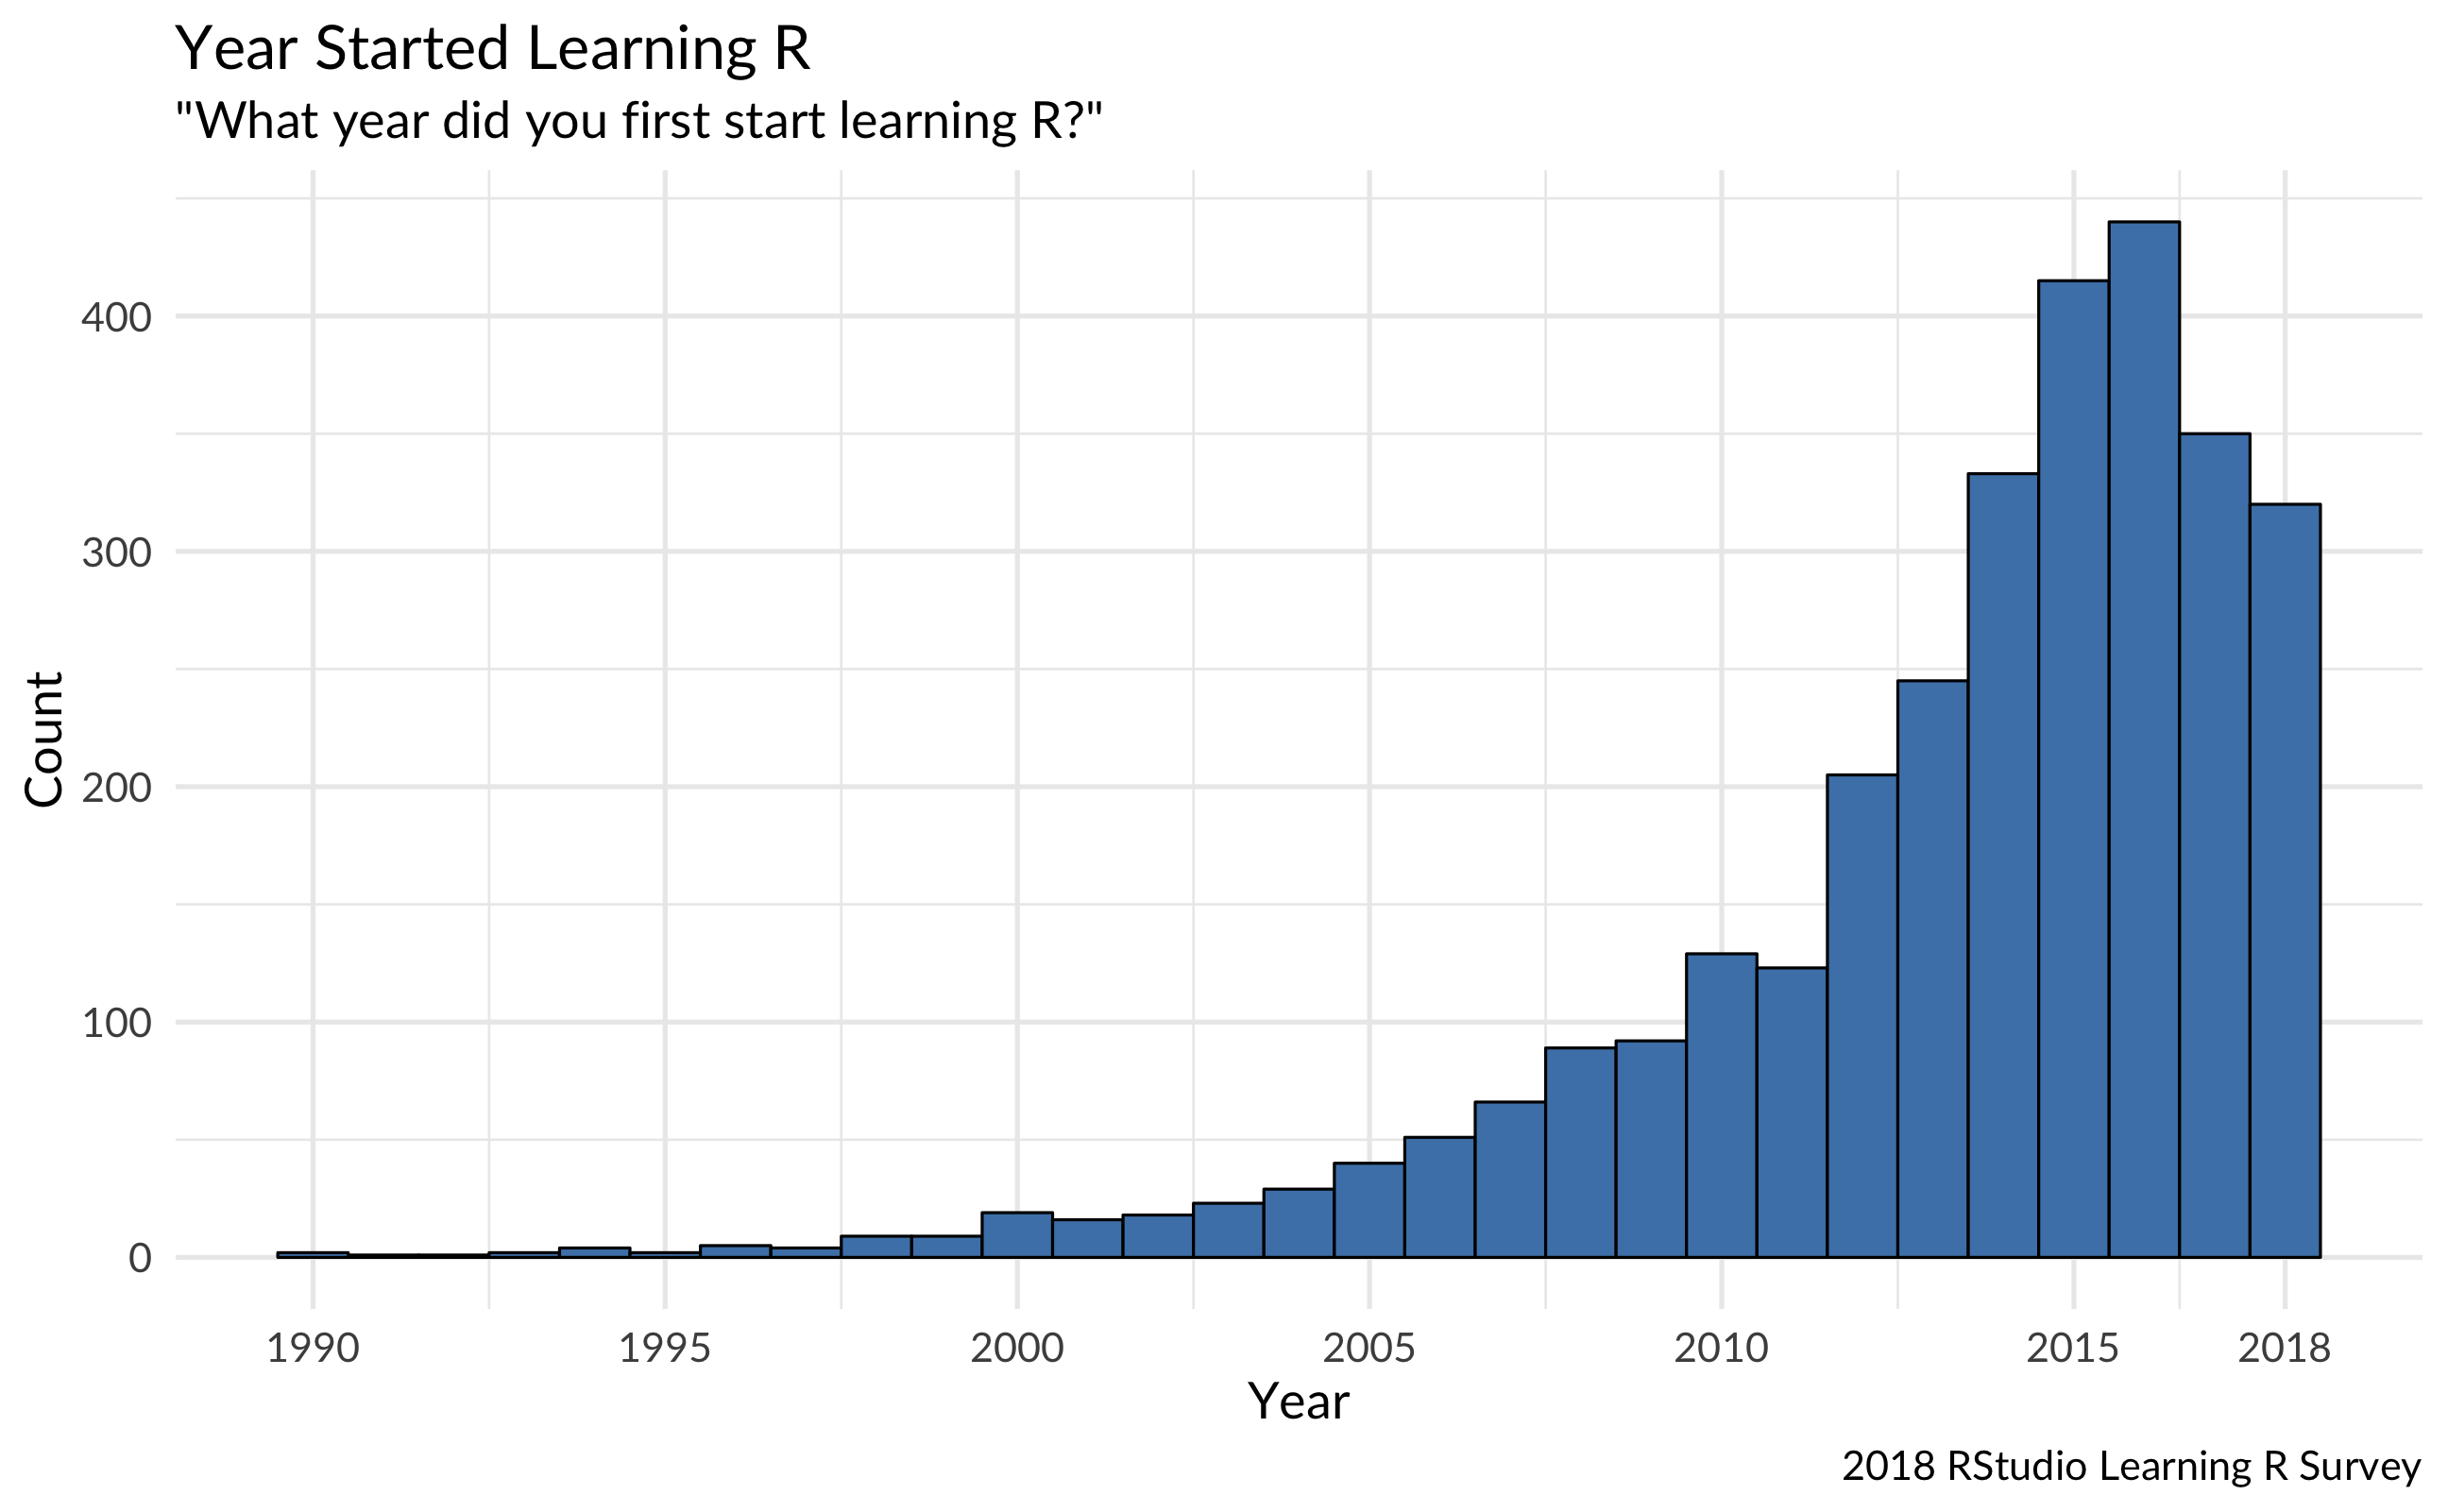 Year Started Learning R
"What year did you first start learning R?"
400
300
200
100
0
Count
1990 1995 2000 2005 2010 2015 2018
Year
2018 RStudio Learning R Survey